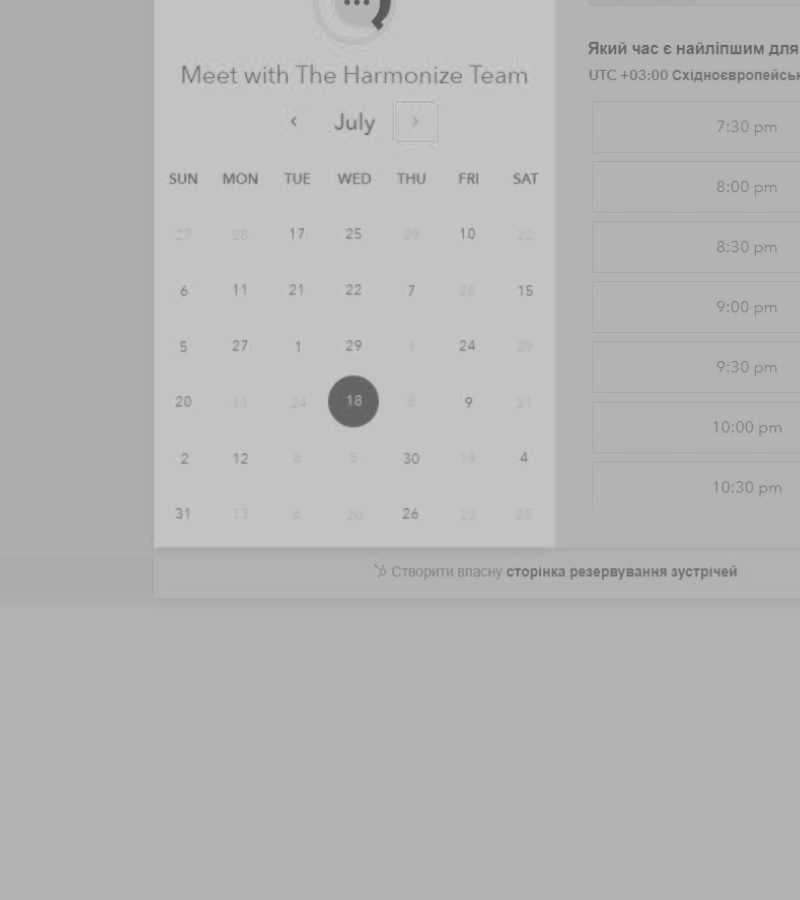 Meet with The Harmonize Team
July
SUN MON TUE WED THU FRI SAT
27 28 17 25 29 10 22
6 11 21 22 7 25 15
5 27 1 29 1 24 29
20 11 24 18 8 9 21
2 12 8 5 30 19 4
31 13 6 20 26 22 25
Який час є найліпшим для
UTC +03:00
7:30 pm
8:00 pm
8:30 pm
9:00 pm
9:30 pm
10:00 pm
10:30 pm
Створити власну сторінка резервування зустрічей